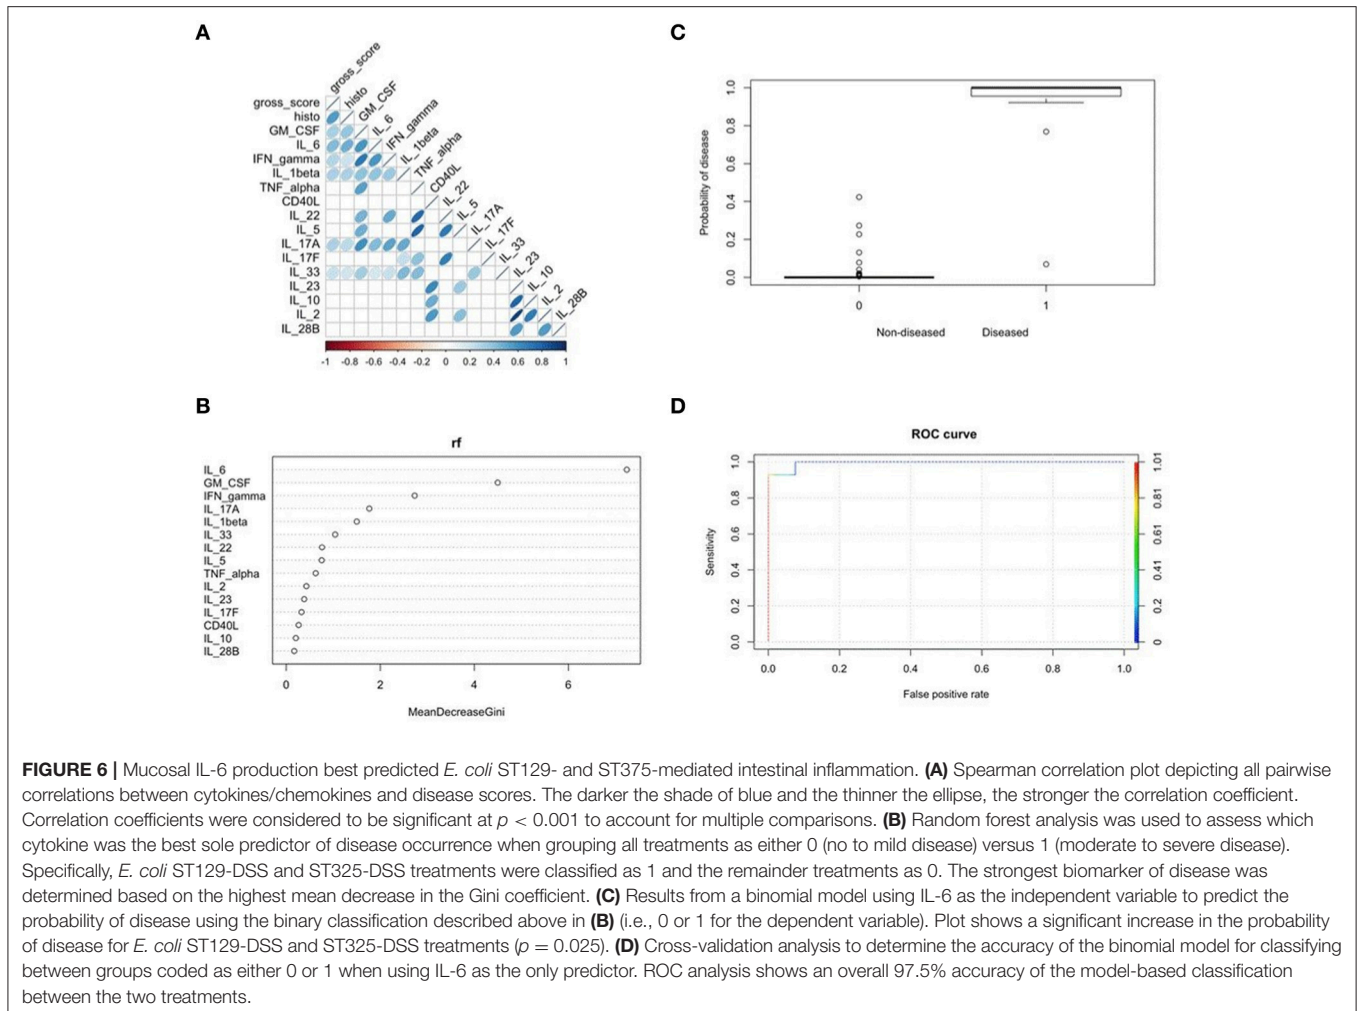 A
gross_score
histo
GM_CSF
IL_6
IFN_gamma
IL_1beta
TNF_alpha
CD40L
IL_22
IL_5
IL_17A
IL_17F
IL_33
IL_23
IL_10
IL_2
IL_28B
gross_score
histo
GM_CSF
IL_6
IFN_gamma
IL_1beta
TNF_alpha
CD40L
IL_22
IL_5
IL_17A
IL_17F
IL_33
IL_23
IL_10
IL_2
IL_28B
-1 -0.8 -0.6 -0.4 -0.2 0 0.2 0.4 0.6 0.8 1
C
Probability of disease
1.0
0.8
0.6
0.4
0.2
0.0
0 1
Non-diseased Diseased
B
rf
IL_6
GM_CSF
IFN_gamma
IL_17A
IL_1beta
IL_33
IL_22
IL_5
TNF_alpha
IL_2
IL_23
IL_17F
CD40L
IL_10
IL_28B
0 2 4 6
MeanDecreaseGini
D
ROC curve
Sensitivity
1.0
0.8
0.6
0.4
0.2
0.0
0.0 0.2 0.4 0.6 0.8 1.0
False positive rate
1.01
0.81
0.61
0.41
0.2
0
FIGURE 6 | Mucosal IL-6 production best predicted E. coli ST129- and ST375-mediated intestinal inflammation. (A) Spearman correlation plot depicting all pairwise
correlations between cytokines/chemokines and disease scores. The darker the shade of blue and the thinner the ellipse, the stronger the correlation coefficient.
Correlation coefficients were considered to be significant at p < 0.001 to account for multiple comparisons. (B) Random forest analysis was used to assess which
cytokine was the best sole predictor of disease occurrence when grouping all treatments as either 0 (no to mild disease) versus 1 (moderate to severe disease).
Specifically, E. coli ST129-DSS and ST325-DSS treatments were classified as 1 and the remainder treatments as 0. The strongest biomarker of disease was
determined based on the highest mean decrease in the Gini coefficient. (C) Results from a binomial model using IL-6 as the independent variable to predict the
probability of disease using the binary classification described above in (B) (i.e., 0 or 1 for the dependent variable). Plot shows a significant increase in the probability
of disease for E. coli ST129-DSS and ST325-DSS treatments (p = 0.025). (D) Cross-validation analysis to determine the accuracy of the binomial model for classifying
between groups coded as either 0 or 1 when using IL-6 as the only predictor. ROC analysis shows an overall 97.5% accuracy of the model-based classification
between the two treatments.